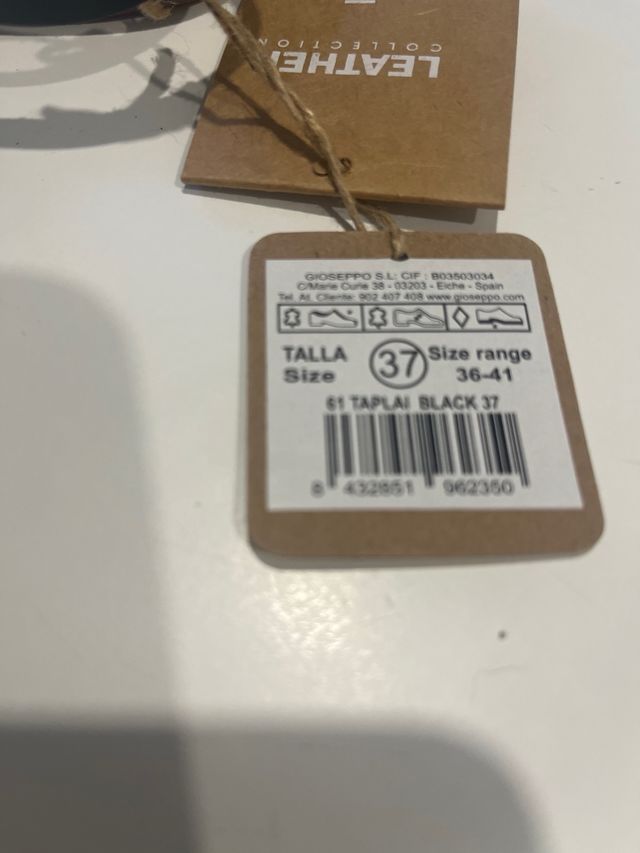 LEATHER
COLLECTION
GIOSEPPO S.L: CIF : B03503034
C/Marie Curie 38 - 03203 - Elche - Spain
Tel. At. Cliente: 902 407 408 www.gioseppo.com
TALLA 37 Size range
Size 36-41
61 TAPLAI BLACK 37
8 432851 962350